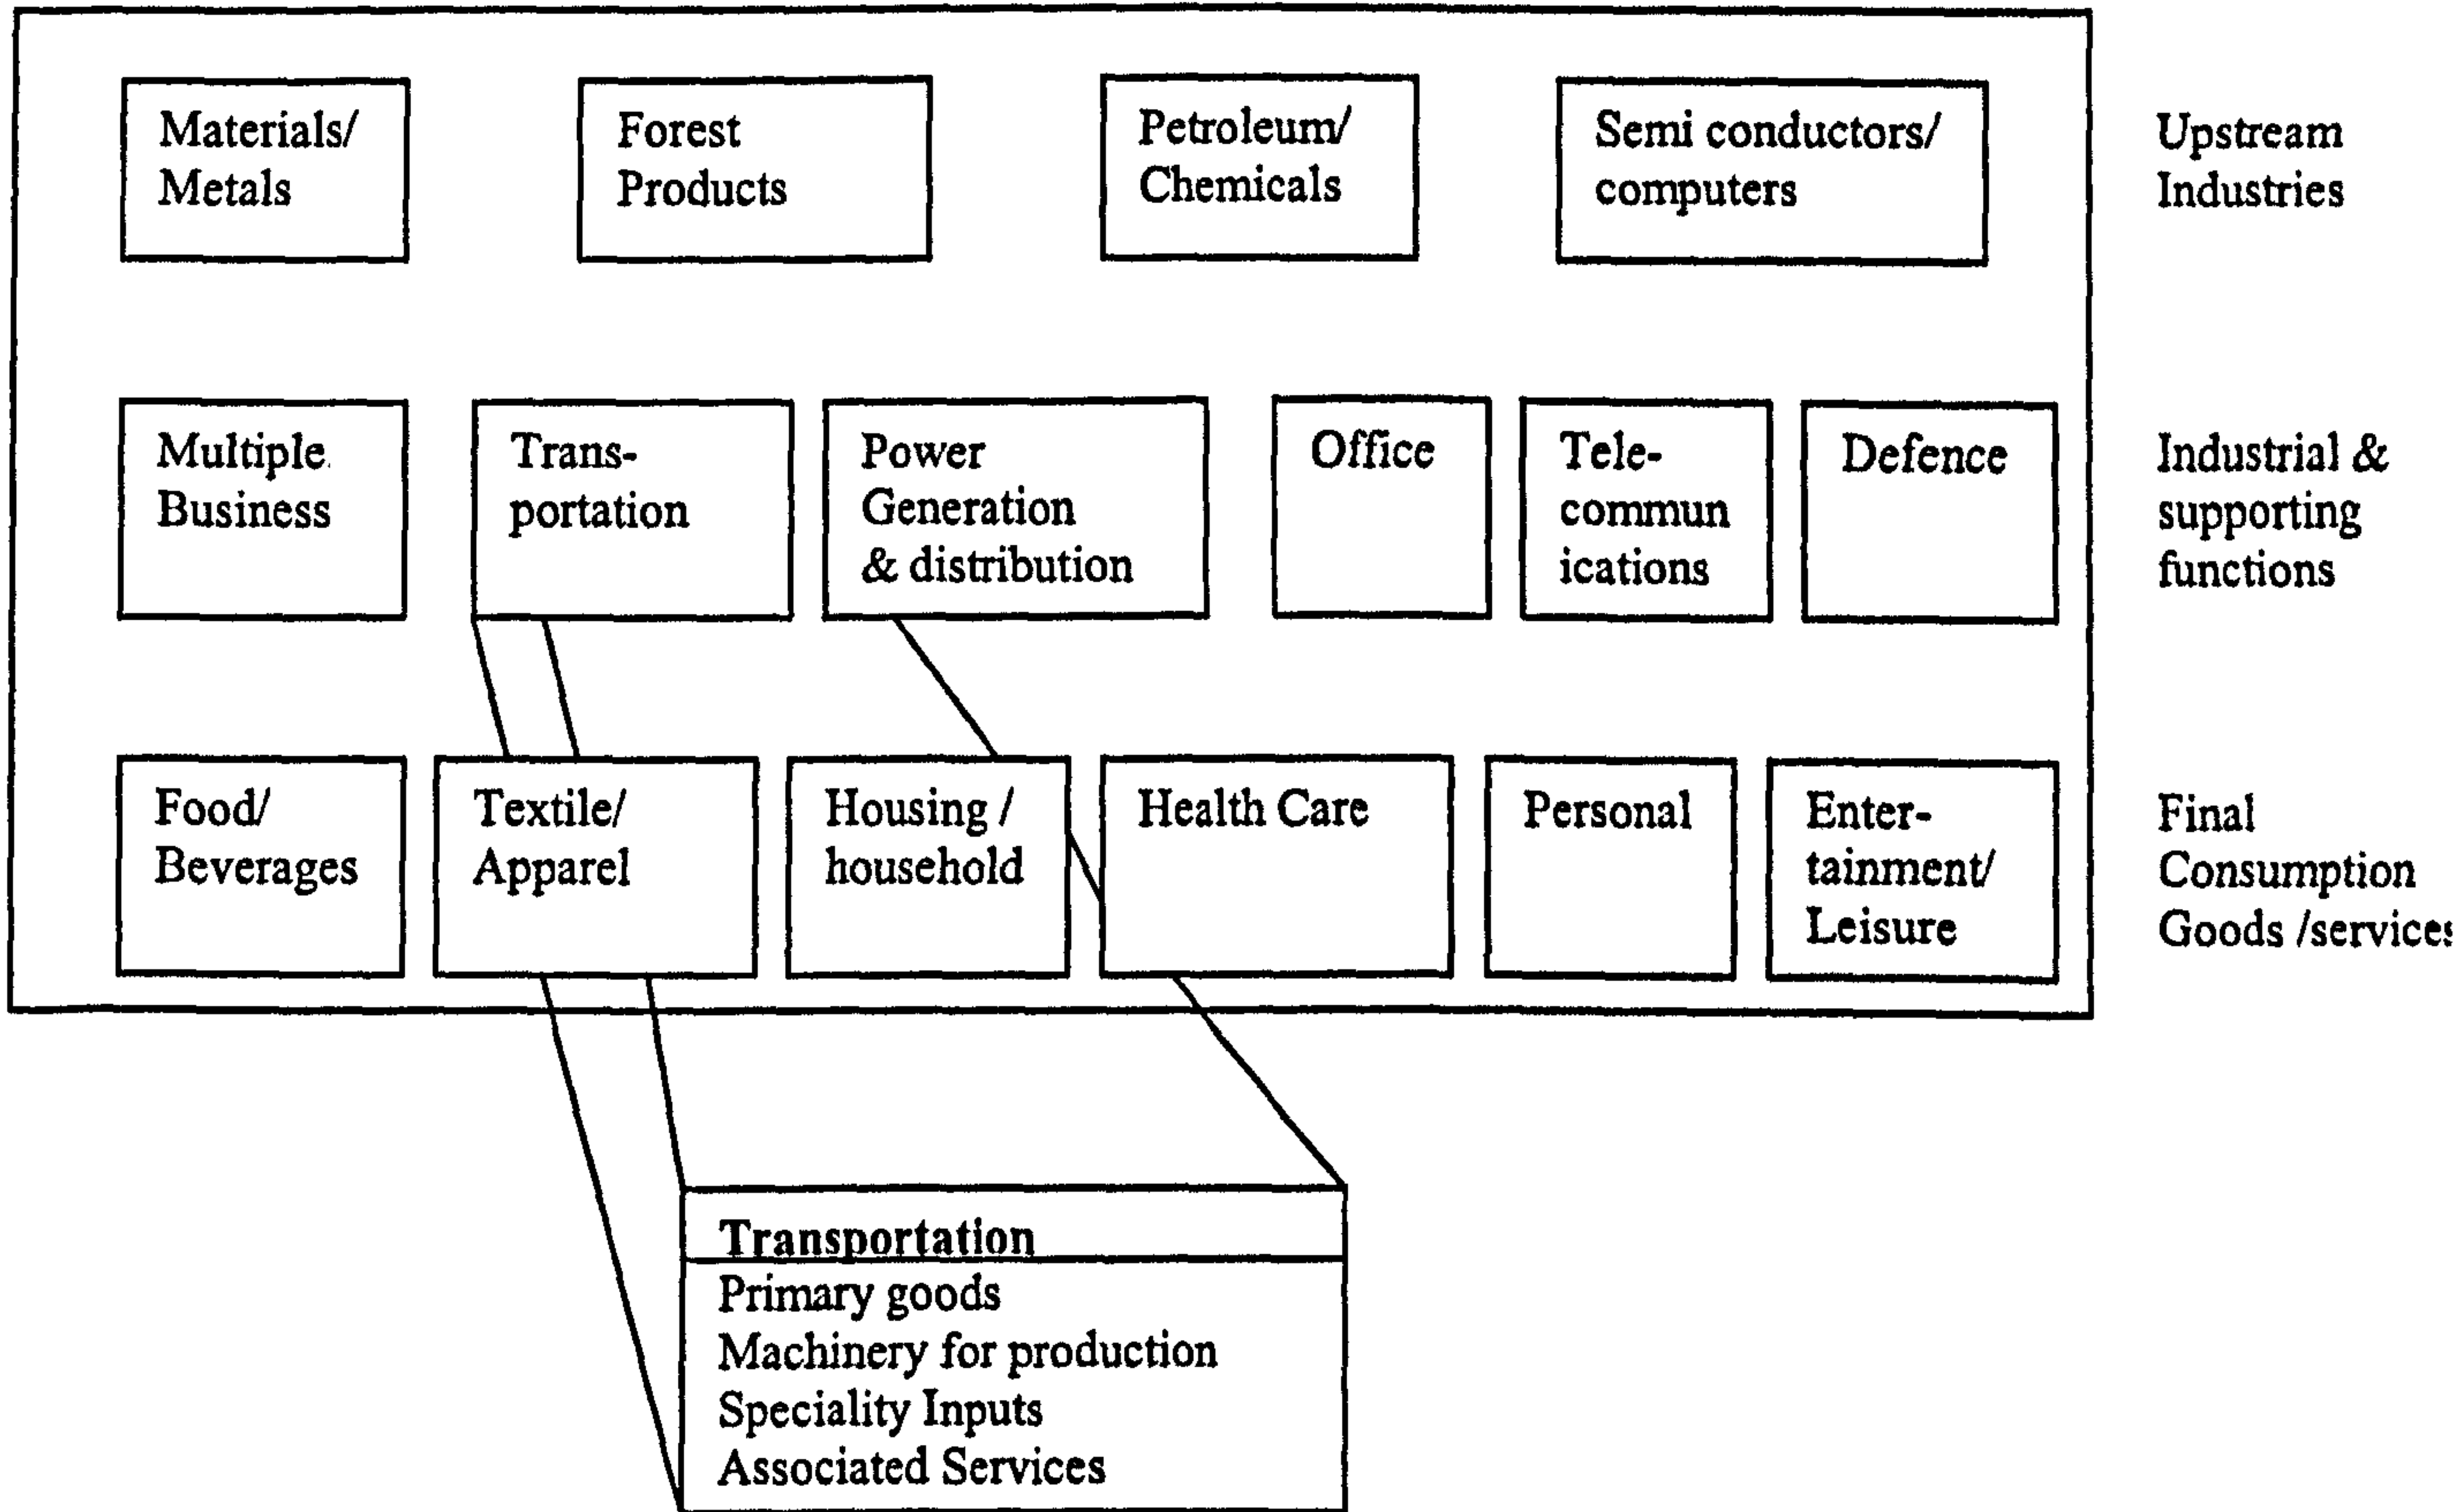 Materials/
Metals
Forest
Products
Petroleum/
Chemicals
Semi conductors/
computers
Upstream
Industries
Multiple
Business
Trans-
portation
Power
Generation
& distribution
Office
Tele-
commun
ications
Defence
Industrial &
supporting
functions
Food/
Beverages
Textile/
Apparel
Housing /
household
Health Care
Personal
Enter-
tainment/
Leisure
Final
Consumption
Goods /services
Transportation
Primary goods
Machinery for production
Speciality Inputs
Associated Services